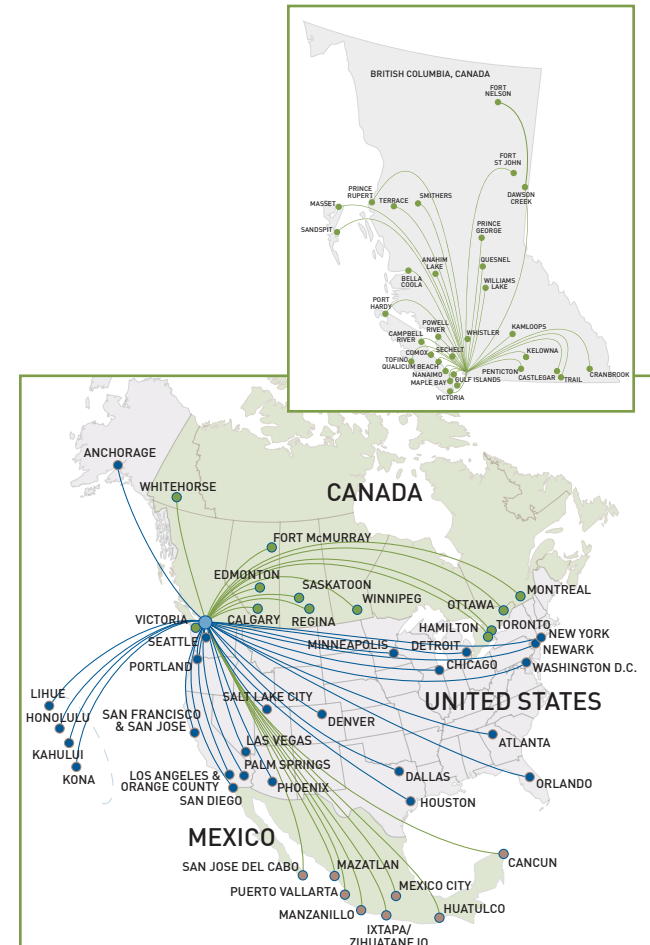 BRITISH COLUMBIA, CANADA
FORT
NELSON
FORT
ST JOHN
DAWSON
CREEK
PRINCE
RUPERT
TERRACE
SMITHERS
MASSET
SANDSPIT
PRINCE
GEORGE
ANAHIM
LAKE
QUESNEL
BELLA
COOLA
WILLIAMS
LAKE
PORT
HARDY
POWELL
RIVER
CAMPBELL
RIVER
WHISTLER
KAMLOOPS
COMOX
SECHELT
KELOWNA
TOFINO
QUALICUM BEACH
NANAIMO
PENTICTON
MAPLE BAY
GULF ISLANDS
CASTLEGAR
TRAIL
CRANBROOK
VICTORIA
ANCHORAGE
WHITEHORSE
CANADA
FORT McMURRAY
EDMONTON
SASKATOON
WINNIPEG
MONTREAL
OTTAWA
VICTORIA
CALGARY
REGINA
HAMILTON
TORONTO
SEATTLE
MINNEAPOLIS
DETROIT
NEW YORK
NEWARK
PORTLAND
CHICAGO
WASHINGTON D.C.
LIHUE
SALT LAKE CITY
UNITED STATES
HONOLULU
SAN FRANCISCO
& SAN JOSE
DENVER
KAHULUI
LAS VEGAS
ATLANTA
KONA
PALM SPRINGS
LOS ANGELES &
ORANGE COUNTY
PHOENIX
DALLAS
ORLANDO
SAN DIEGO
HOUSTON
MEXICO
SAN JOSE DEL CABO
MAZATLAN
CANCUN
PUERTO VALLARTA
MEXICO CITY
MANZANILLO
HUATULCO
IXTAPA/
ZIHUATANEJO